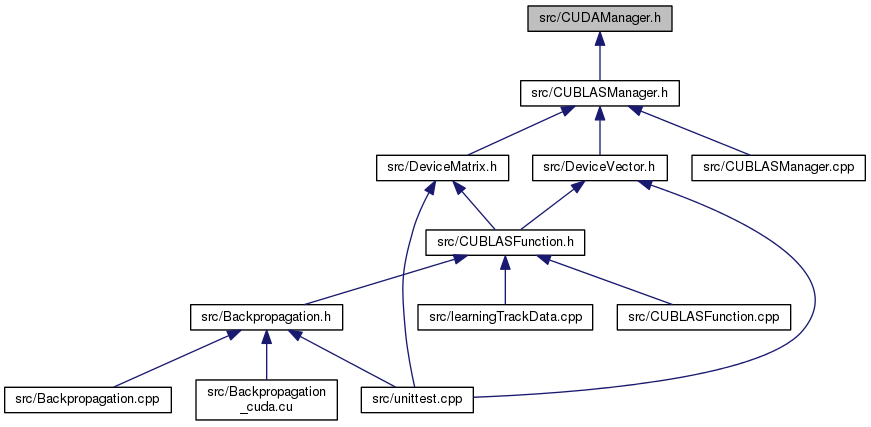 src/CUDAManager.h
src/CUBLASManager.h
src/DeviceMatrix.h
src/DeviceVector.h
src/CUBLASManager.cpp
src/CUBLASFunction.h
src/Backpropagation.h
src/learningTrackData.cpp
src/CUBLASFunction.cpp
src/Backpropagation.cpp
src/Backpropagation
_cuda.cu
src/unittest.cpp